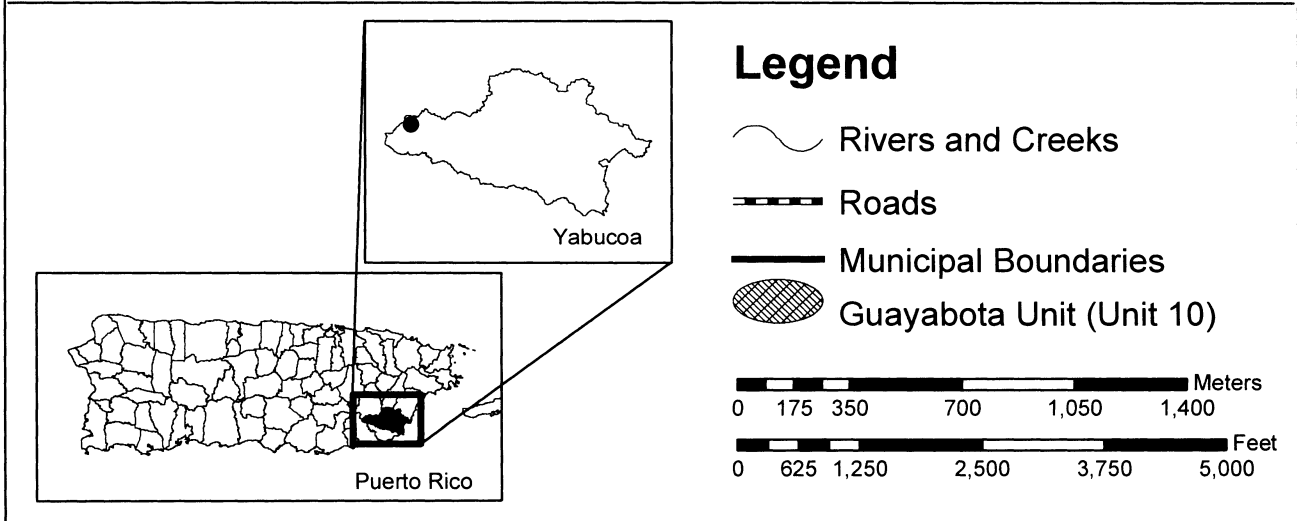 Yabucoa
Puerto Rico
Legend
Rivers and Creeks
Roads
Municipal Boundaries
Guayabota Unit (Unit 10)
Meters
0 175 350 700 1,050 1,400
Feet
0 625 1,250 2,500 3,750 5,000